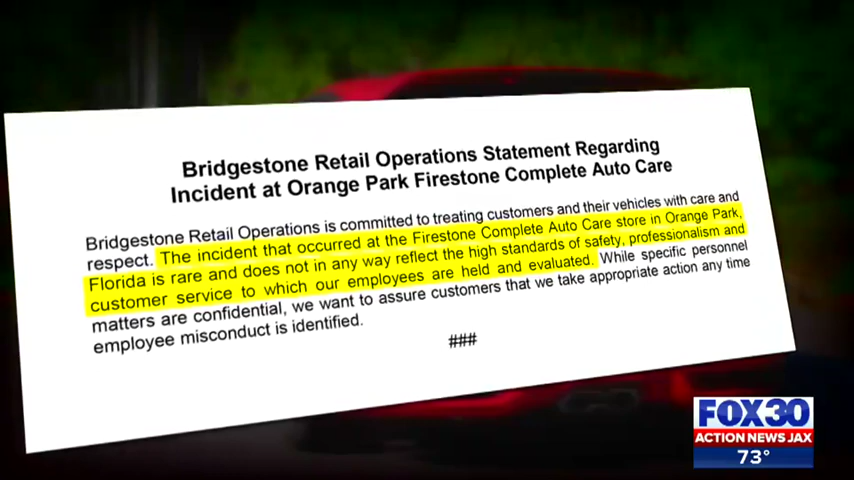 Bridgestone Retail Operations Statement Regarding
Incident at Orange Park Firestone Complete Auto Care
Bridgestone Retail Operations is committed to treating customers and their vehicles with care and
respect. The incident that occurred at the Firestone Complete Auto Care store in Orange Park,
Florida is rare and does not in any way reflect the high standards of safety, professionalism and
customer service to which our employees are held and evaluated. While specific personnel
matters are confidential, we want to assure customers that we take appropriate action any time
employee misconduct is identified.
###
FOX30
ACTION NEWS JAX
73°